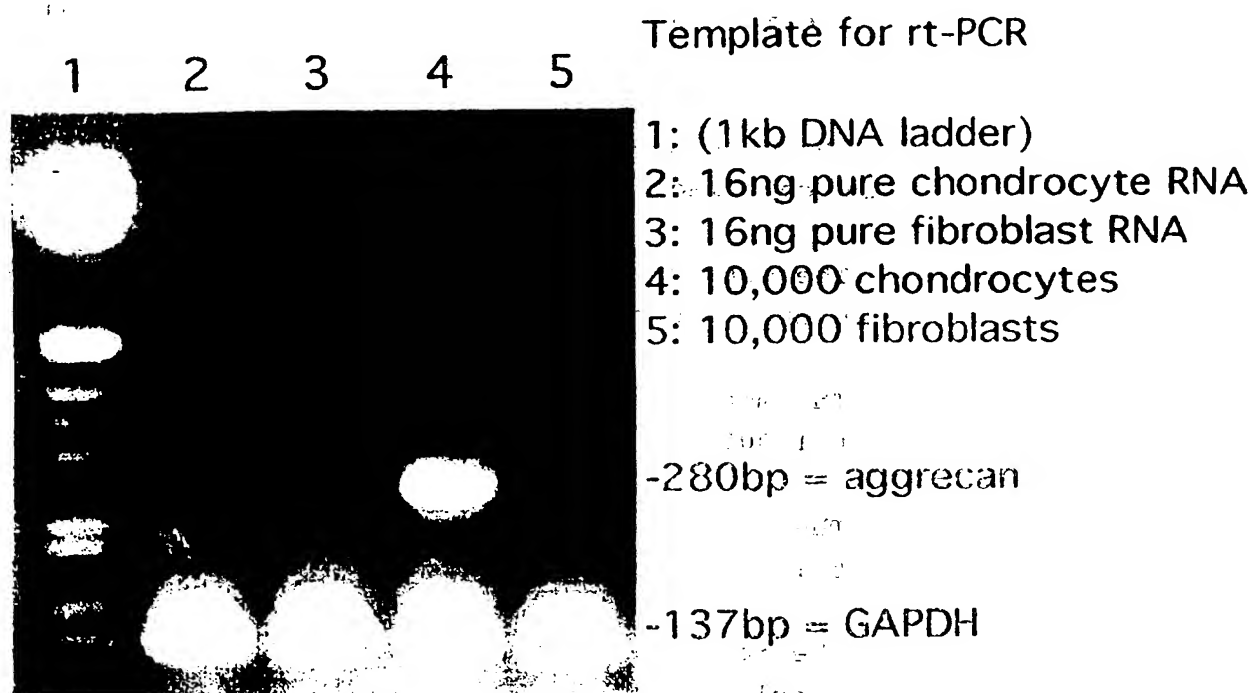 Template for rt-PCR
1 2 3 4 5
1: (1kb DNA ladder)
2: 16ng pure chondrocyte RNA
3: 16ng pure fibroblast RNA
4: 10,000 chondrocytes
5: 10,000 fibroblasts
-280bp = aggrecan
-137bp = GAPDH